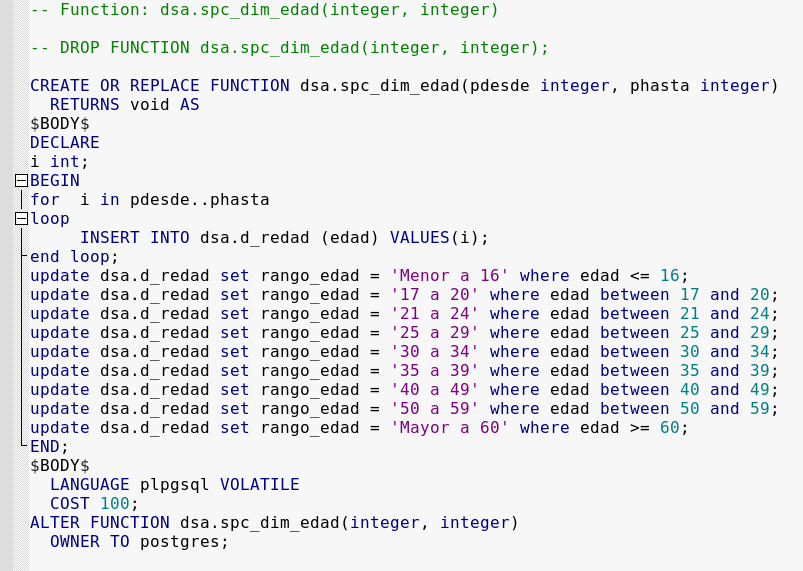 -- Function: dsa.spc_dim_edad(integer, integer)
-- DROP FUNCTION dsa.spc_dim_edad(integer, integer);
CREATE OR REPLACE FUNCTION dsa.spc_dim_edad(pdesde integer, phasta integer)
  RETURNS void AS
$BODY$
DECLARE
i int;
BEGIN
for  i in pdesde..phasta
loop
     INSERT INTO dsa.d_redad (edad) VALUES(i);
end loop;
update dsa.d_redad set rango_edad = 'Menor a 16' where edad <= 16;
update dsa.d_redad set rango_edad = '17 a 20' where edad between 17 and 20;
update dsa.d_redad set rango_edad = '21 a 24' where edad between 21 and 24;
update dsa.d_redad set rango_edad = '25 a 29' where edad between 25 and 29;
update dsa.d_redad set rango_edad = '30 a 34' where edad between 30 and 34;
update dsa.d_redad set rango_edad = '35 a 39' where edad between 35 and 39;
update dsa.d_redad set rango_edad = '40 a 49' where edad between 40 and 49;
update dsa.d_redad set rango_edad = '50 a 59' where edad between 50 and 59;
update dsa.d_redad set rango_edad = 'Mayor a 60' where edad >= 60;
END;
$BODY$
  LANGUAGE plpgsql VOLATILE
  COST 100;
ALTER FUNCTION dsa.spc_dim_edad(integer, integer)
  OWNER TO postgres;